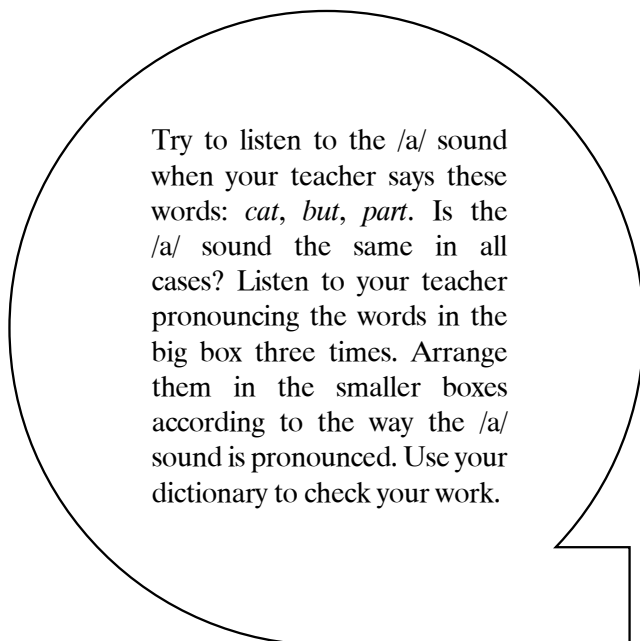 Try to listen to the /a/ sound
when your teacher says these
words: cat, but, part. Is the
/a/ sound the same in all
cases? Listen to your teacher
pronouncing the words in the
big box three times. Arrange
them in the smaller boxes
according to the way the /a/
sound is pronounced. Use your
dictionary to check your work.